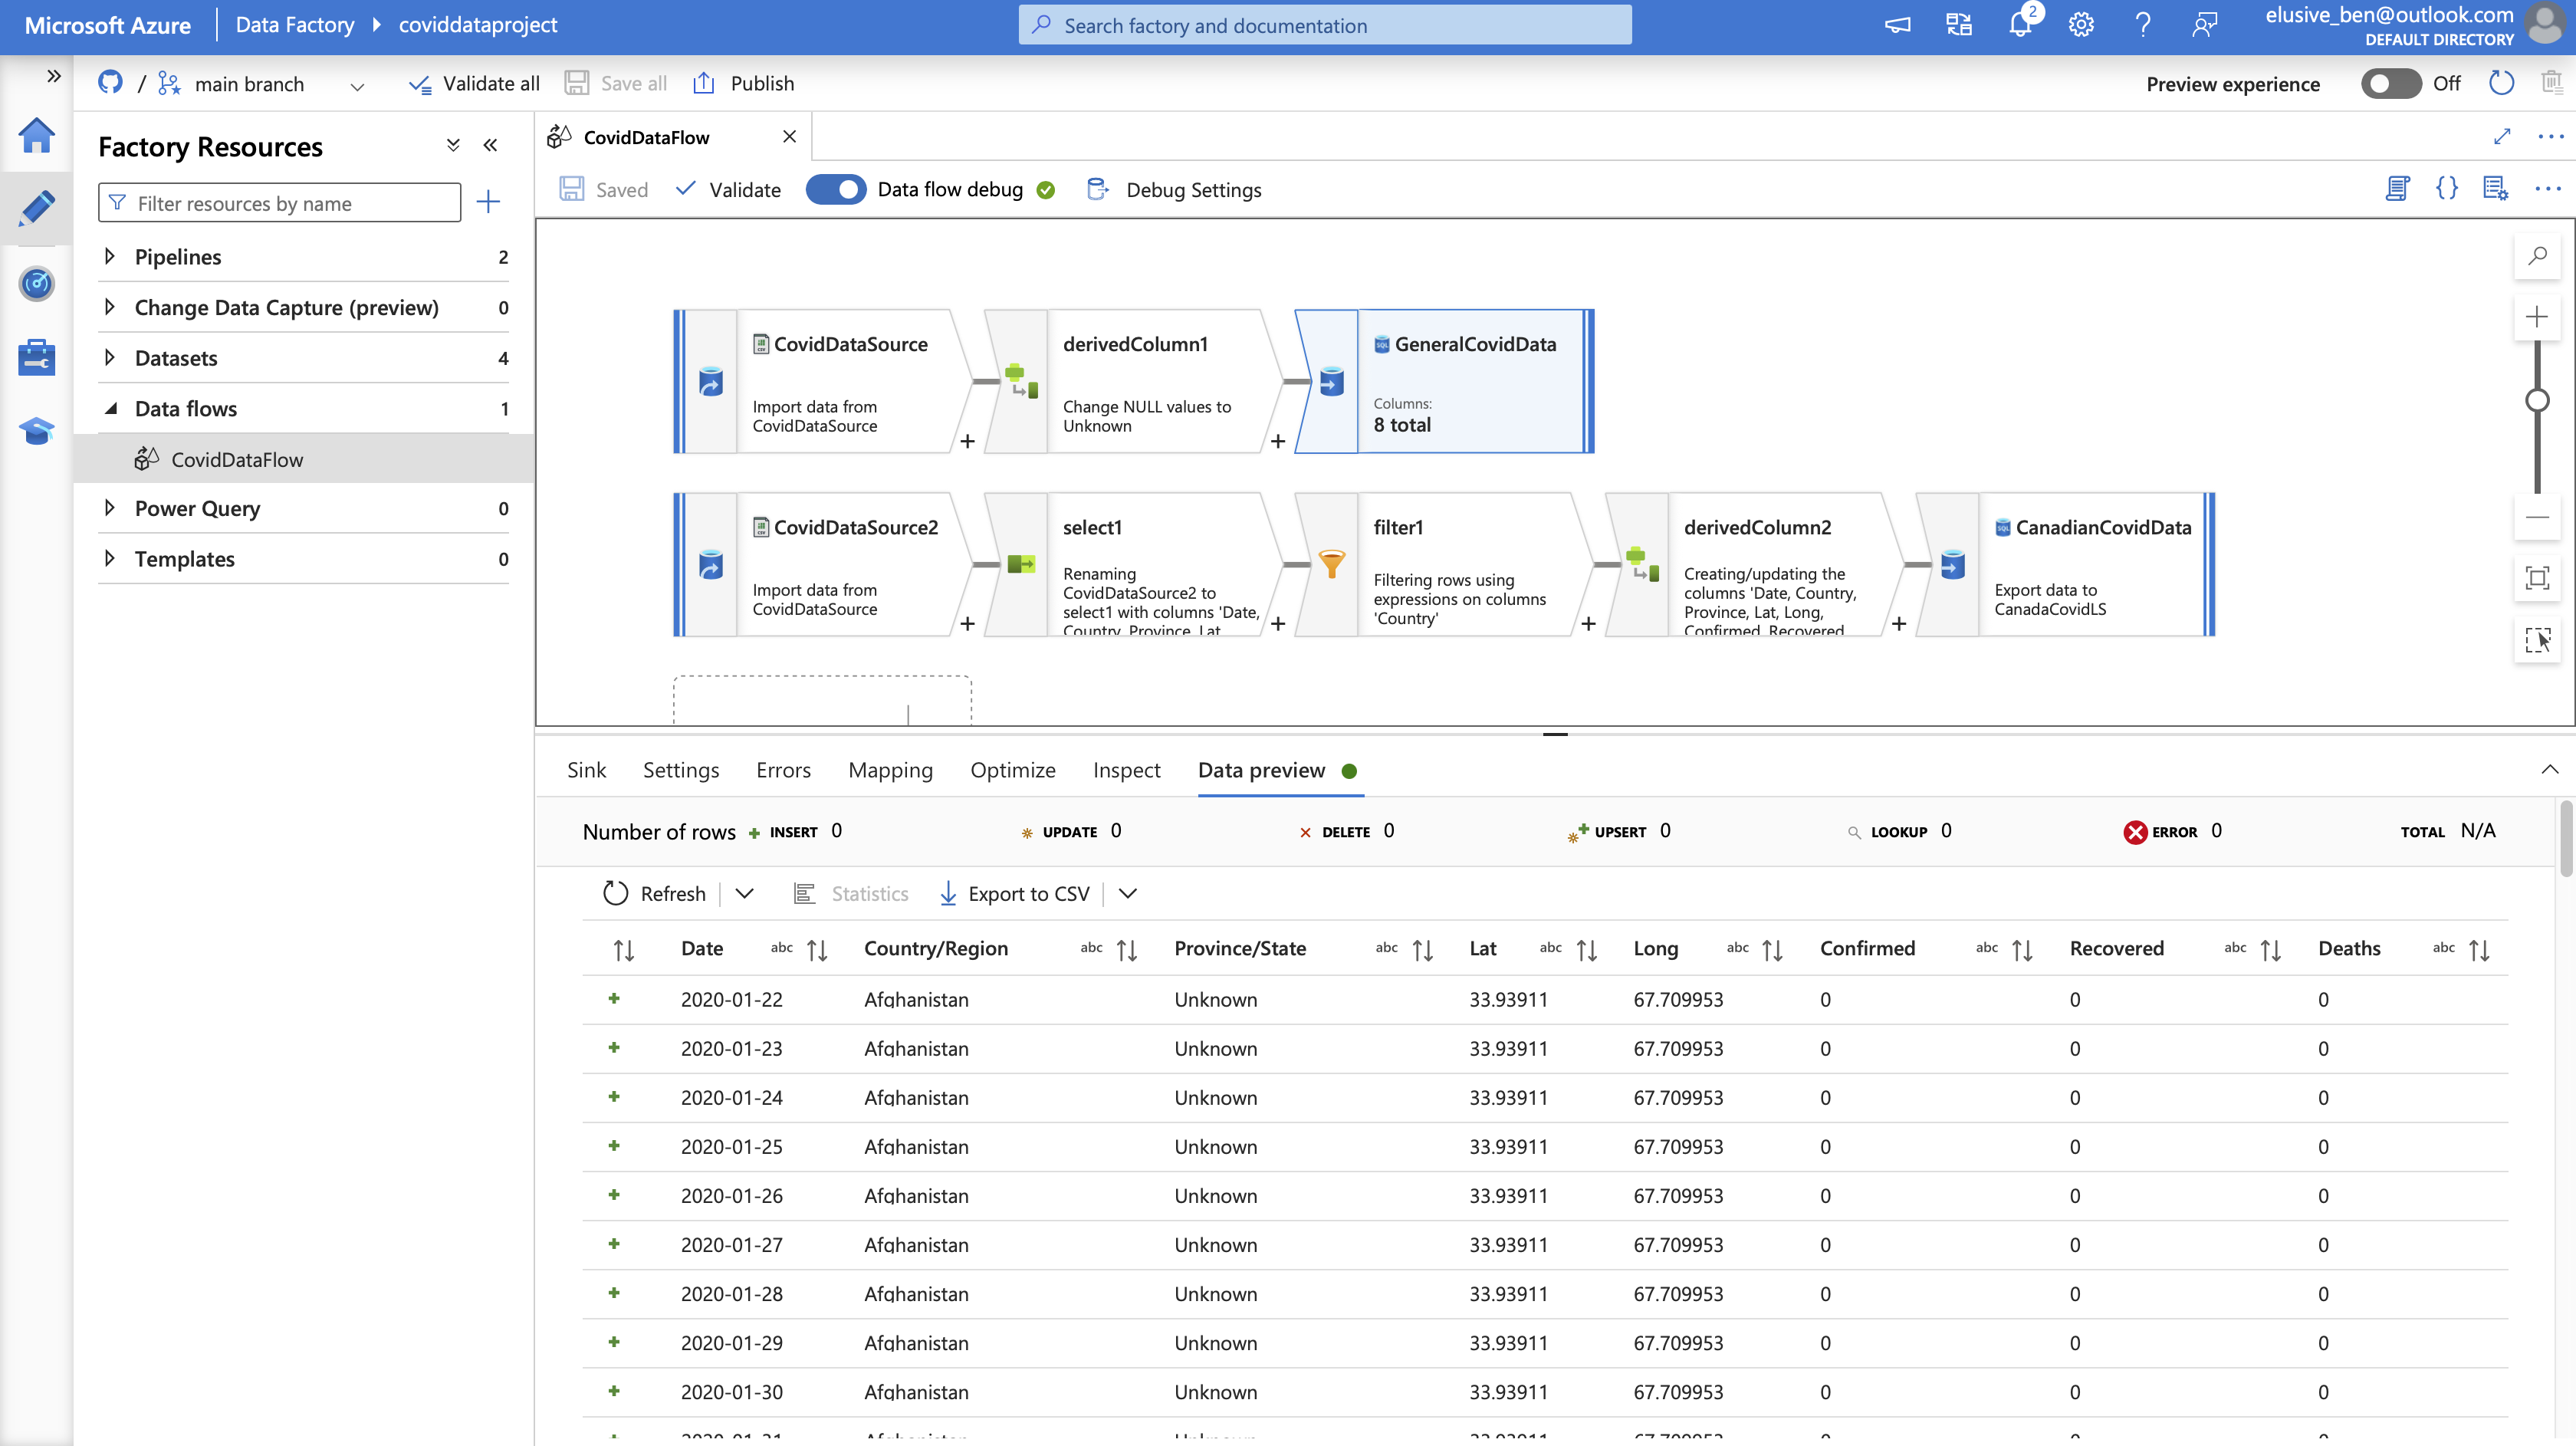 Microsoft Azure
Data Factory
coviddataproject
Search factory and documentation
2
elusive_ben@outlook.com
DEFAULT DIRECTORY
/ main branch
Validate all
Save all
Publish
Preview experience
Off
Factory Resources
Filter resources by name
Pipelines 2
Change Data Capture (preview) 0
Datasets 4
Data flows 1
CovidDataFlow
Power Query 0
Templates 0
CovidDataFlow
Saved
Validate
Data flow debug
Debug Settings
CovidDataSource
Import data from
CovidDataSource
+
derivedColumn1
Change NULL values to
Unknown
+
SQL
GeneralCovidData
Columns:
8 total
CovidDataSource2
Import data from
CovidDataSource
+
select1
Renaming
CovidDataSource2 to
select1 with columns 'Date,
Country, Province, Lat,
+
filter1
Filtering rows using
expressions on columns
'Country'
+
derivedColumn2
Creating/updating the
columns 'Date, Country,
Province, Lat, Long,
Confirmed, Recovered,
+
SQL
CanadianCovidData
Export data to
CanadaCovidLS
Sink Settings Errors Mapping Optimize Inspect Data preview
Number of rows INSERT 0 UPDATE 0 DELETE 0 UPSERT 0 LOOKUP 0 ERROR 0 TOTAL N/A
Refresh Statistics Export to CSV
Date abc Country/Region abc Province/State abc Lat abc Long abc Confirmed abc Recovered abc Deaths abc
2020-01-22 Afghanistan Unknown 33.93911 67.709953 0 0 0
2020-01-23 Afghanistan Unknown 33.93911 67.709953 0 0 0
2020-01-24 Afghanistan Unknown 33.93911 67.709953 0 0 0
2020-01-25 Afghanistan Unknown 33.93911 67.709953 0 0 0
2020-01-26 Afghanistan Unknown 33.93911 67.709953 0 0 0
2020-01-27 Afghanistan Unknown 33.93911 67.709953 0 0 0
2020-01-28 Afghanistan Unknown 33.93911 67.709953 0 0 0
2020-01-29 Afghanistan Unknown 33.93911 67.709953 0 0 0
2020-01-30 Afghanistan Unknown 33.93911 67.709953 0 0 0
2020-01-31 Afghanistan Unknown 33.93911 67.709953 0 0 0